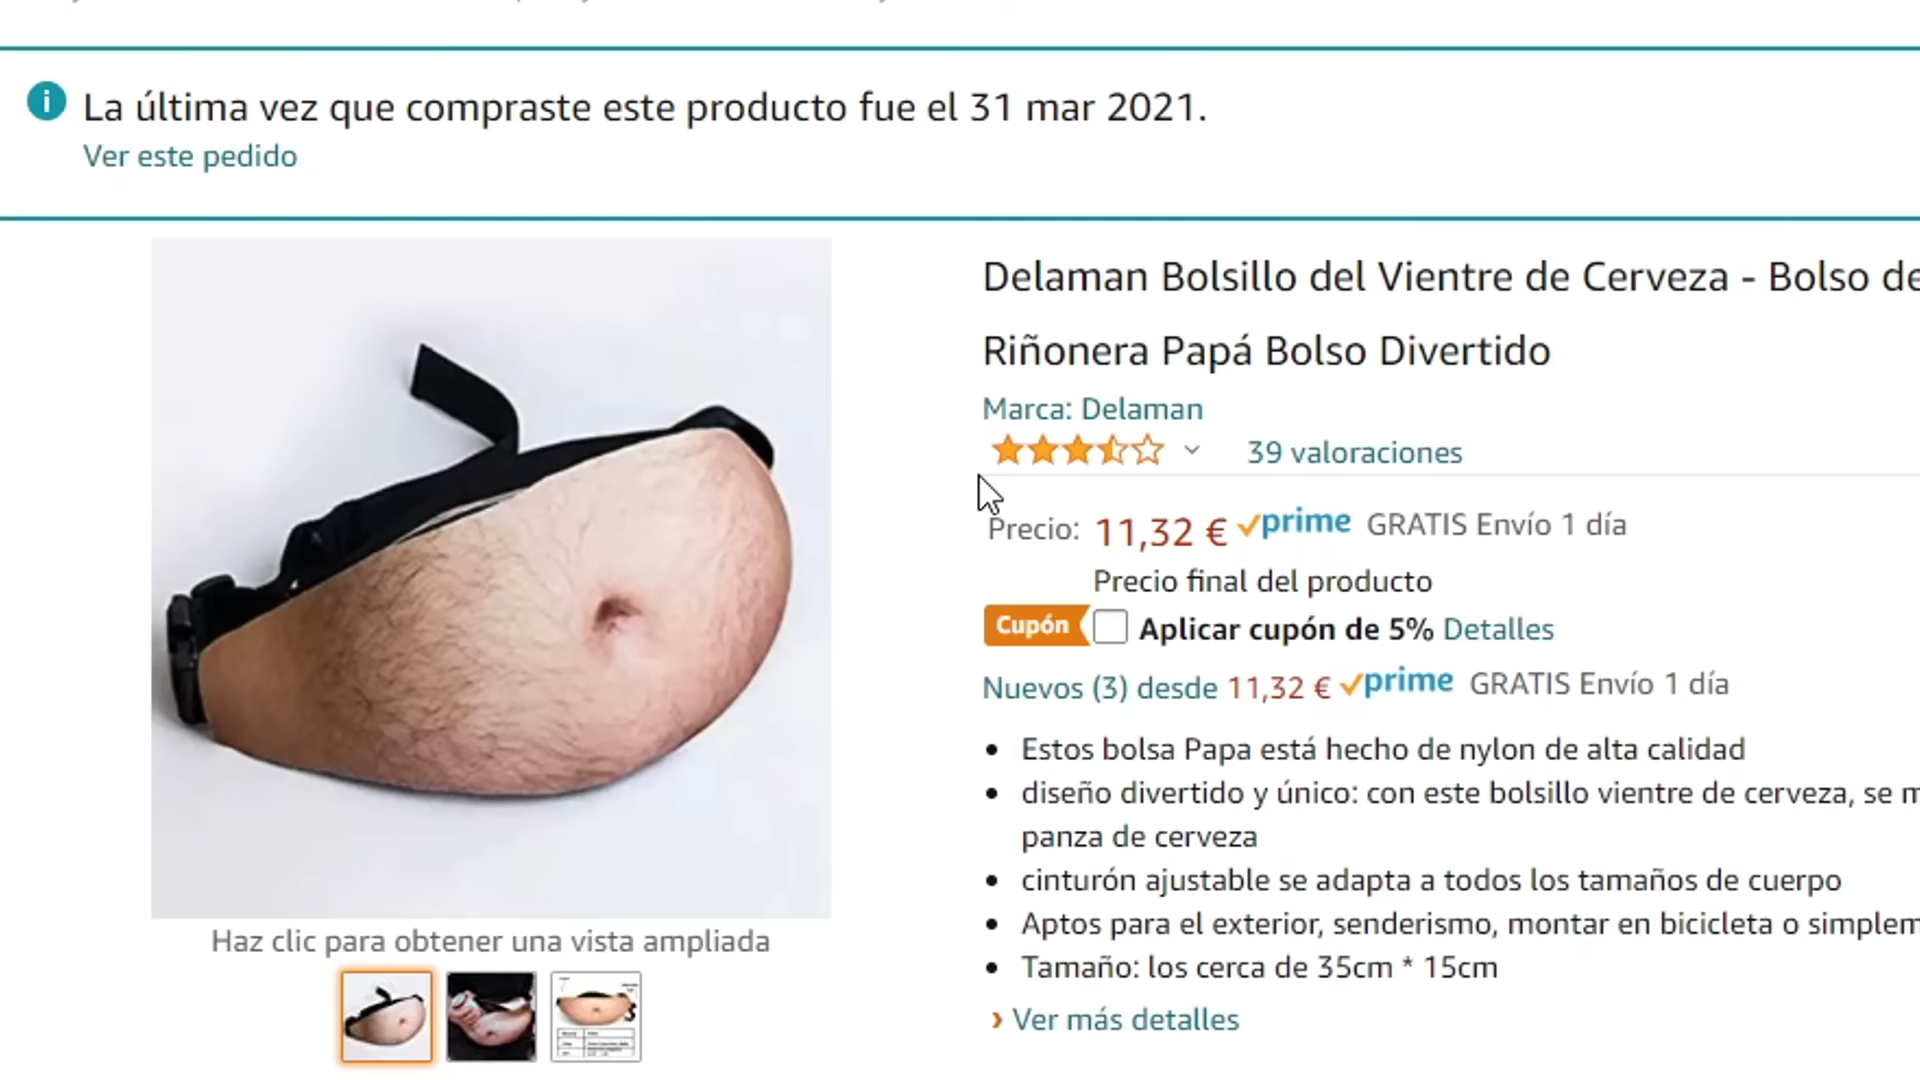 La última vez que compraste este producto fue el 31 mar 2021.
Ver este pedido
Delaman Bolsillo del Vientre de Cerveza - Bolso de
Riñonera Papá Bolso Divertido
Marca: Delaman
39 valoraciones
Precio: 11,32 € prime GRATIS Envío 1 día
Precio final del producto
Cupón Aplicar cupón de 5% Detalles
Nuevos (3) desde 11,32 € prime GRATIS Envío 1 día
Estos bolsa Papa está hecho de nylon de alta calidad
diseño divertido y único: con este bolsillo vientre de cerveza, se
panza de cerveza
cinturón ajustable se adapta a todos los tamaños de cuerpo
Aptos para el exterior, senderismo, montar en bicicleta o
Tamaño: los cerca de 35cm * 15cm
Ver más detalles
Haz clic para obtener una vista ampliada